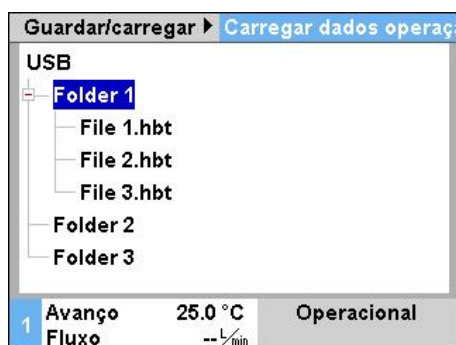 Guardar/carregar ▶ Carregar dados operaç
USB
Folder 1
File 1.hbt
File 2.hbt
File 3.hbt
Folder 2
Folder 3
1 Avanço 25.0 °C Operacional
Fluxo -- L/min